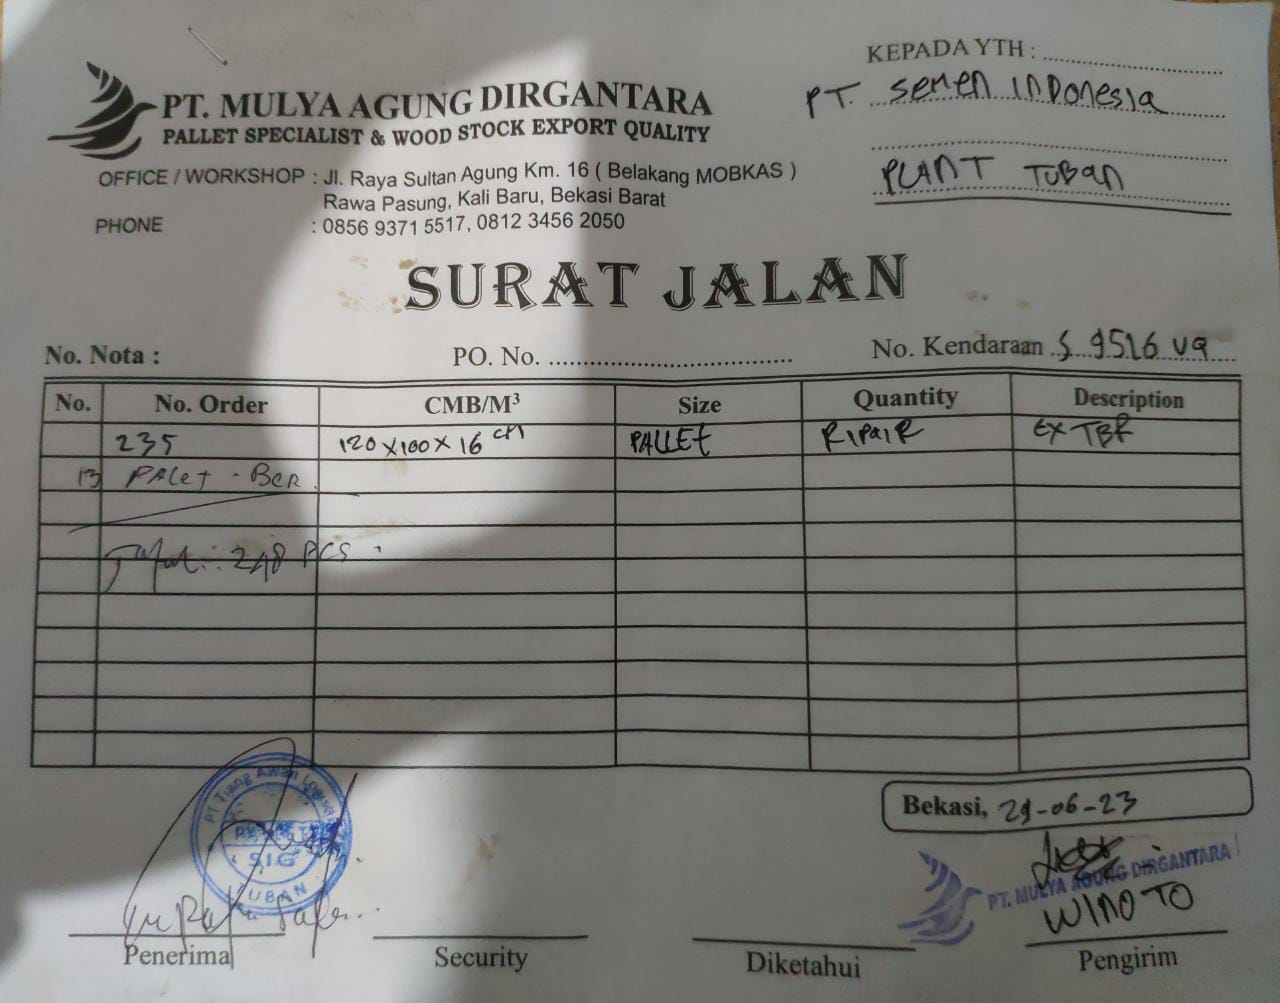 KEPADA YTH : ........................
PT. Semen Indonesia
PLANT TUBAN
PT. MULYA AGUNG DIRGANTARA
PALLET SPECIALIST & WOOD STOCK EXPORT QUALITY
OFFICE / WORKSHOP : Jl. Raya Sultan Agung Km. 16 ( Belakang MOBKAS )
Rawa Pasung, Kali Baru, Bekasi Barat
PHONE : 0856 9371 5517, 0812 3456 2050
SURAT JALAN
No. Nota : PO. No. .................................... No. Kendaraan S 9516 UQ
No. No. Order CMB/M³ Size Quantity Description
235 120 x 100 x 16 cm PALLET RIPAIR EX TBR
13 PALet - BER
Total : 248 PCS
Bekasi, 29-06-23
PT Tiang Awan Logistik
SIG
TUBAN
PT. MULYA AGUNG DIRGANTARA
WINOTO
Penerima Security Diketahui Pengirim